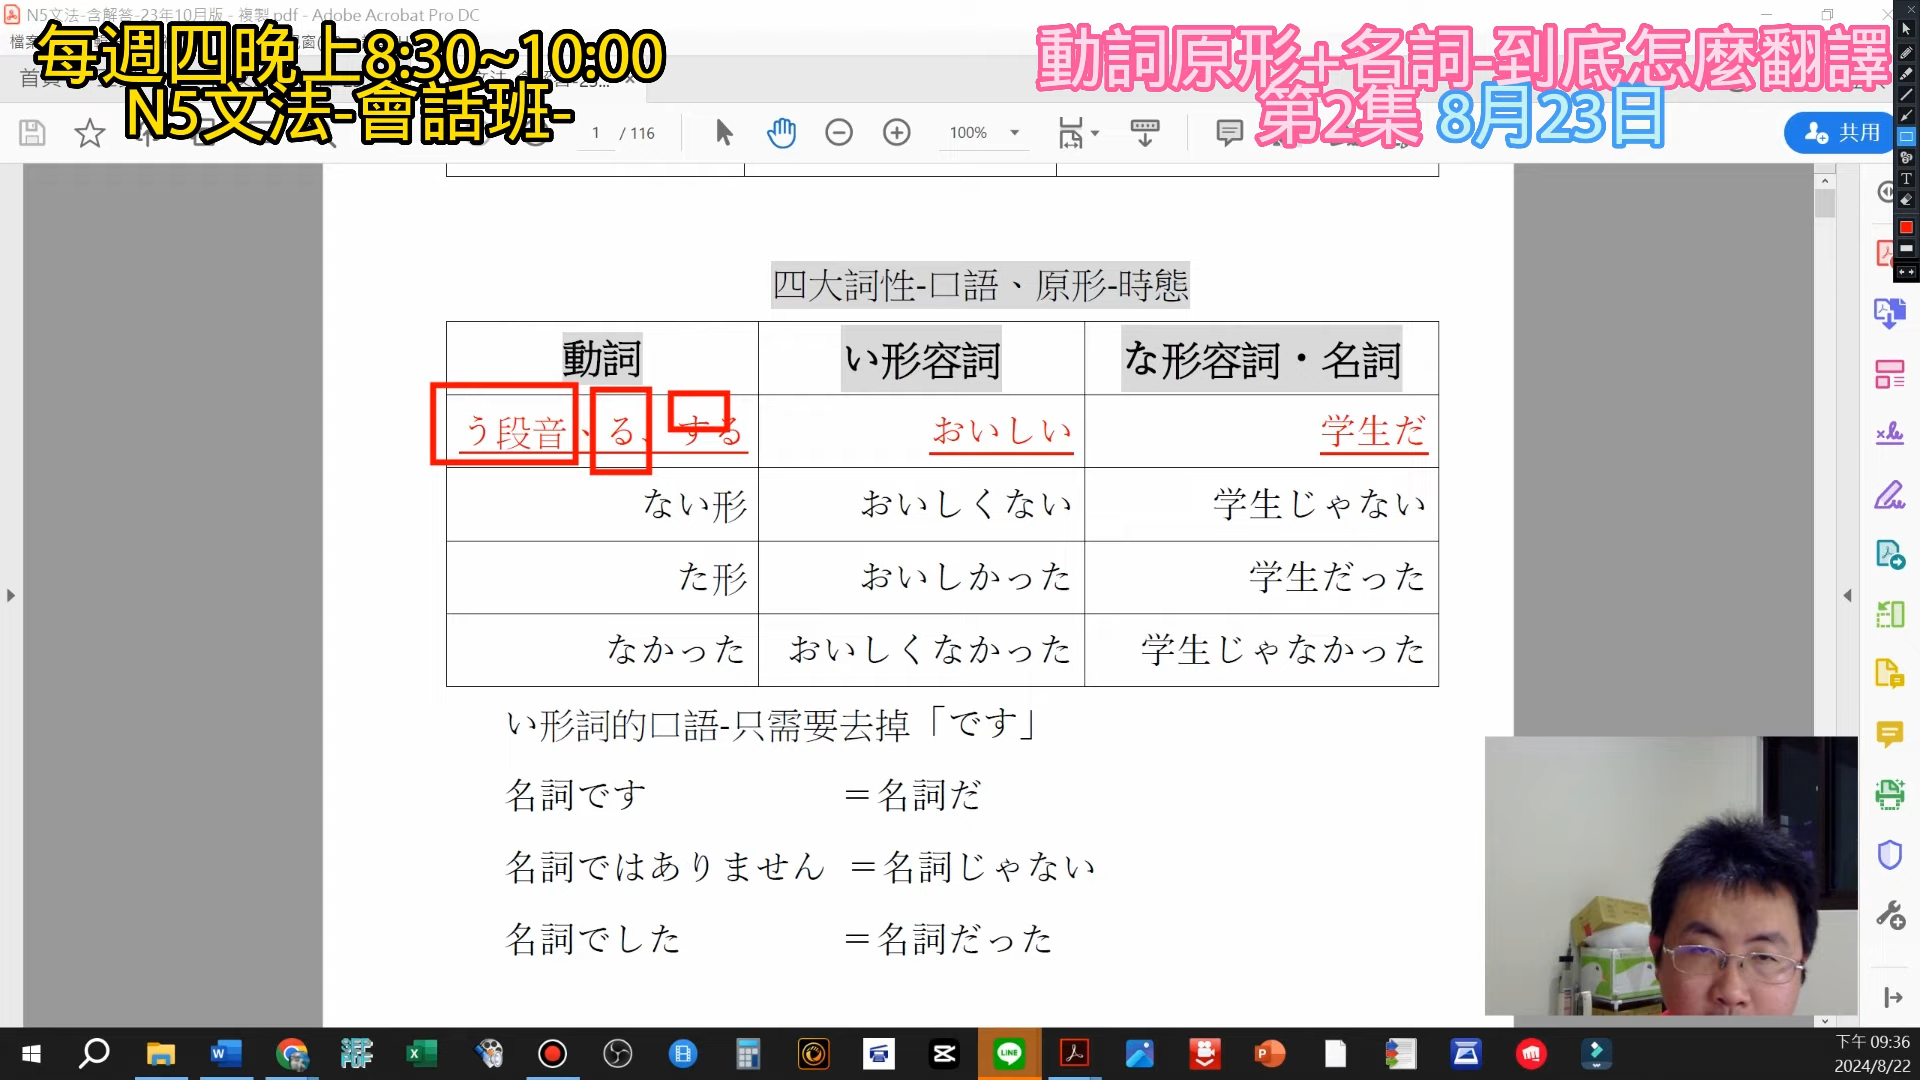 N5文法-含解答-23年10月版 - 複製.pdf - Adobe Acrobat Pro DC
每週四晚上8:30~10:00
N5文法-會話班-
動詞原形+名詞-到底怎麼翻譯
第2集 8月23日
1 / 116
100%
共用
四大詞性-口語、原形-時態
動詞 い形容詞 な形容詞・名詞
う段音、る、する おいしい 学生だ
ない形 おいしくない 学生じゃない
た形 おいしかった 学生だった
なかった おいしくなかった 学生じゃなかった
い形詞的口語-只需要去掉「です」
名詞です ＝名詞だ
名詞ではありません ＝名詞じゃない
名詞でした ＝名詞だった
下午 09:36
2024/8/22